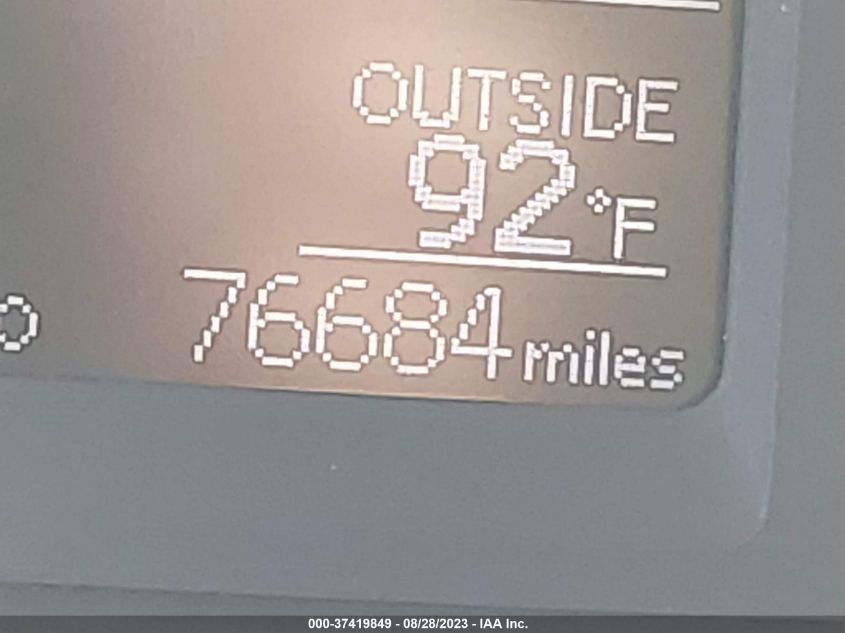 OUTSIDE
92°F
76684 miles
o
000-37419849 - 08/28/2023 - IAA Inc.